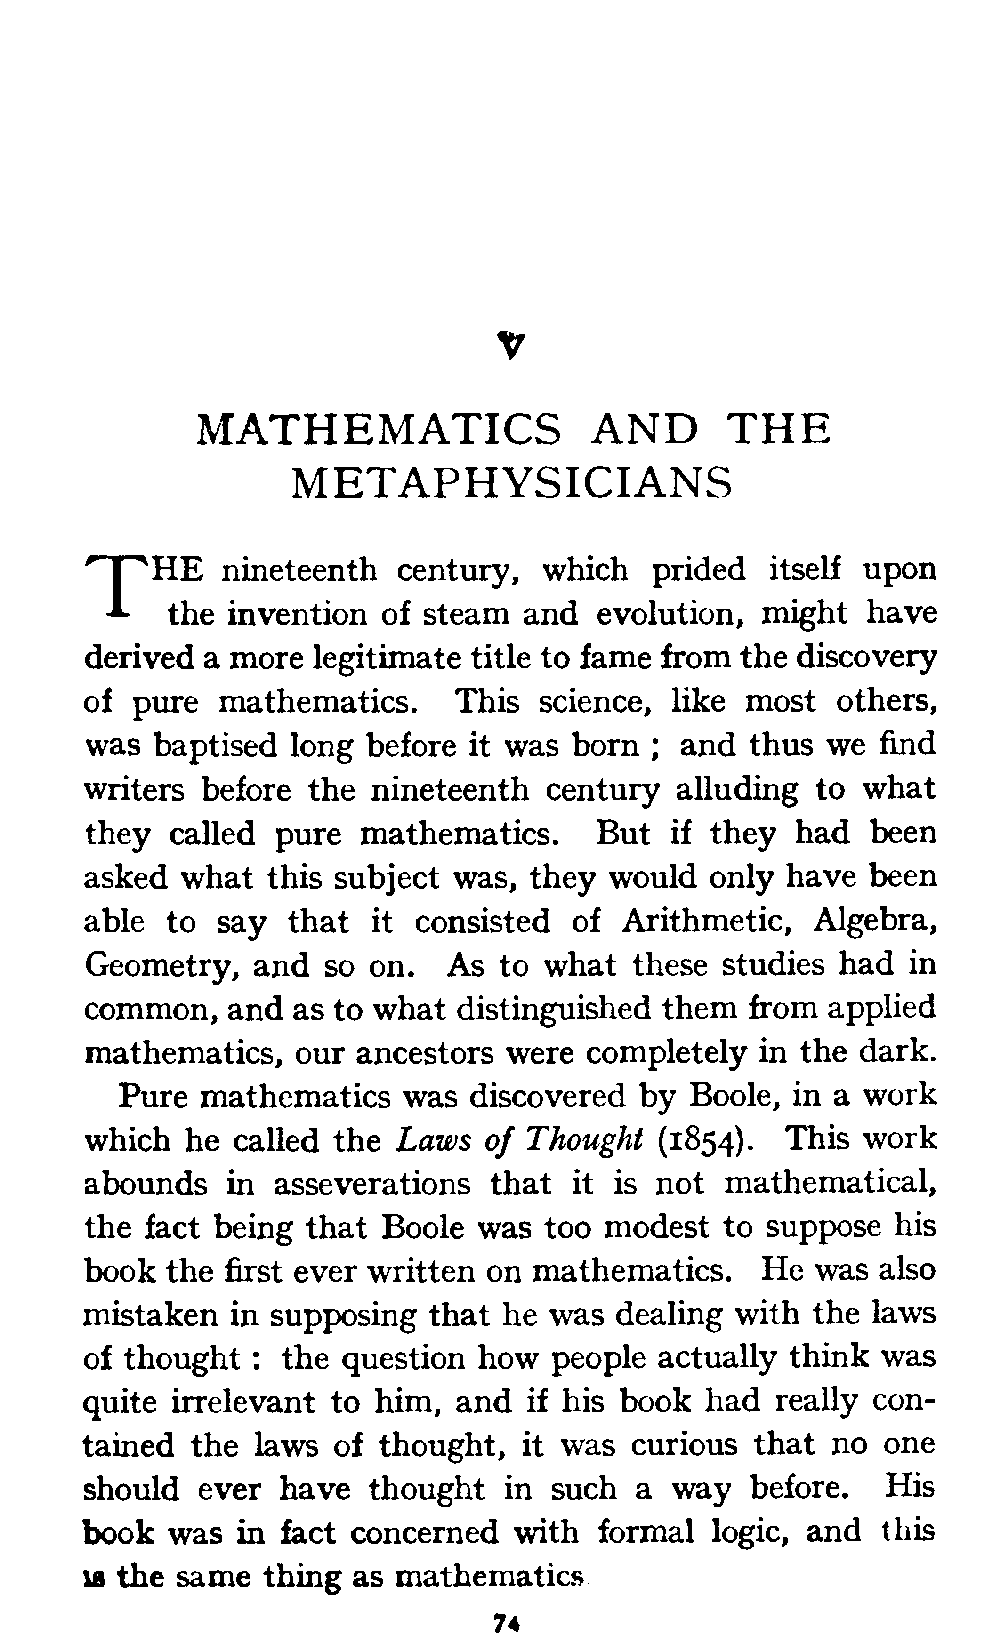 V
MATHEMATICS AND THE
METAPHYSICIANS
THE nineteenth century, which prided itself upon
the invention of steam and evolution, might have
derived a more legitimate title to fame from the discovery
of pure mathematics. This science, like most others,
was baptised long before it was born ; and thus we find
writers before the nineteenth century alluding to what
they called pure mathematics. But if they had been
asked what this subject was, they would only have been
able to say that it consisted of Arithmetic, Algebra,
Geometry, and so on. As to what these studies had in
common, and as to what distinguished them from applied
mathematics, our ancestors were completely in the dark.
Pure mathematics was discovered by Boole, in a work
which he called the Laws of Thought (1854). This work
abounds in asseverations that it is not mathematical,
the fact being that Boole was too modest to suppose his
book the first ever written on mathematics. He was also
mistaken in supposing that he was dealing with the laws
of thought : the question how people actually think was
quite irrelevant to him, and if his book had really con-
tained the laws of thought, it was curious that no one
should ever have thought in such a way before. His
book was in fact concerned with formal logic, and this
is the same thing as mathematics.
74